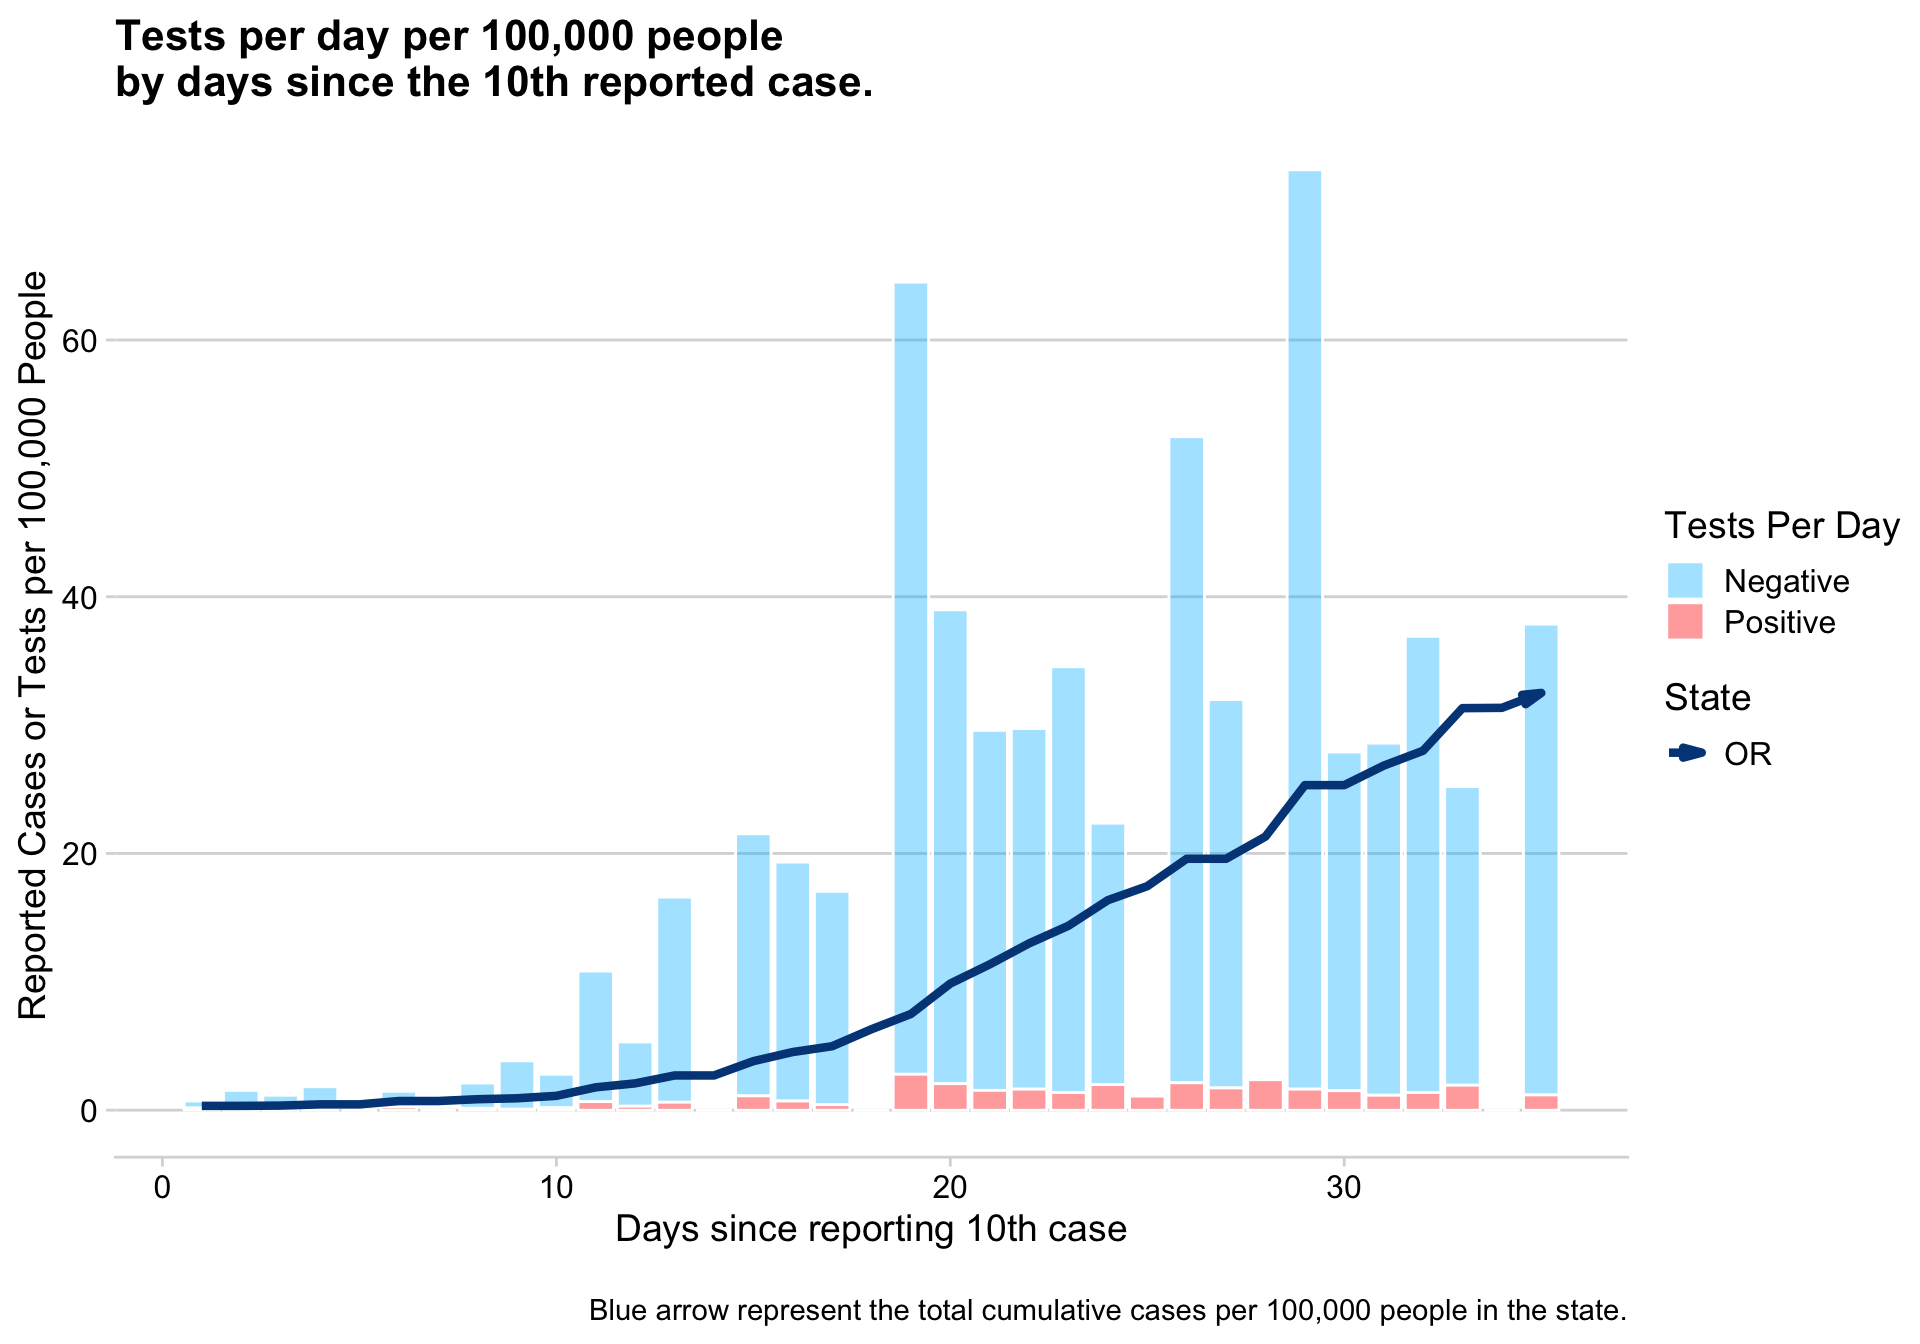 Tests per day per 100,000 people
by days since the 10th reported case.
Reported Cases or Tests per 100,000 People
60
40
20
0
0
10
20
30
Days since reporting 10th case
Tests Per Day
Negative
Positive
State
OR
Blue arrow represent the total cumulative cases per 100,000 people in the state.